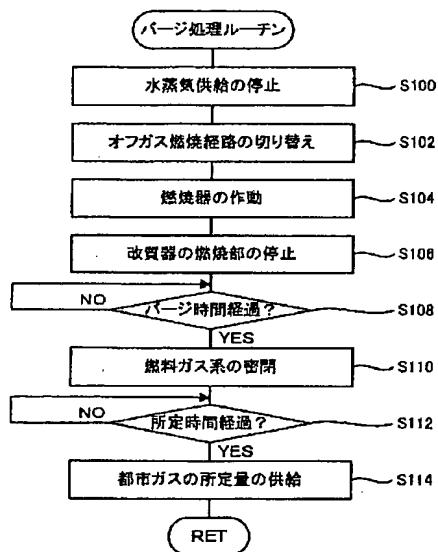 パージ処理ルーチン
水蒸気供給の停止
S100
オフガス燃焼経路の切り替え
S102
燃焼器の作動
S104
改質器の燃焼部の停止
S106
NO
パージ時間経過？
S108
YES
燃料ガス系の密閉
S110
NO
所定時間経過？
S112
YES
都市ガスの所定量の供給
S114
RET